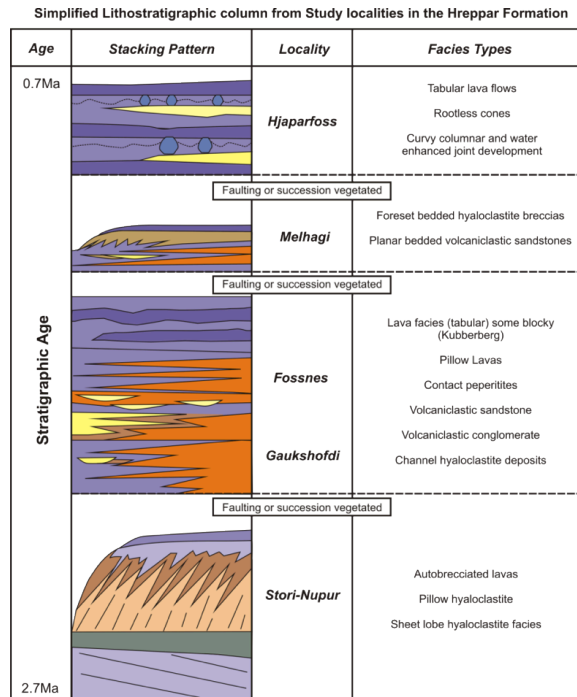 Simplified Lithostratigraphic column from Study localities in the Hreppar Formation
Age
Stacking Pattern
Locality
Facies Types
0.7Ma
Hjaparfoss
Tabular lava flows
Rootless cones
Curvy columnar and water
enhanced joint development
Faulting or succession vegetated
Melhagi
Foreset bedded hyaloclastite breccias
Planar bedded volcaniclastic sandstones
Faulting or succession vegetated
Stratigraphic Age
Fossnes
Gaukshofdi
Lava facies (tabular) some blocky
(Kubberberg)
Pillow Lavas
Contact peperitites
Volcaniclastic sandstone
Volcaniclastic conglomerate
Channel hyaloclastite deposits
Faulting or succession vegetated
Stori-Nupur
Autobrecciated lavas
Pillow hyaloclastite
Sheet lobe hyaloclastite facies
2.7Ma